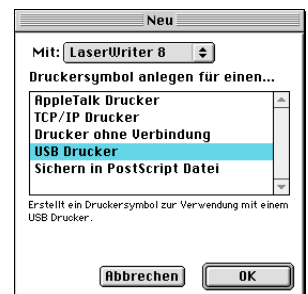 Neu
Mit: LaserWriter 8
Druckersymbol anlegen für einen...
AppleTalk Drucker
TCP/IP Drucker
Drucker ohne Verbindung
USB Drucker
Sichern in PostScript Datei
Erstellt ein Druckersymbol zur Verwendung mit einem
USB Drucker.
Abbrechen OK